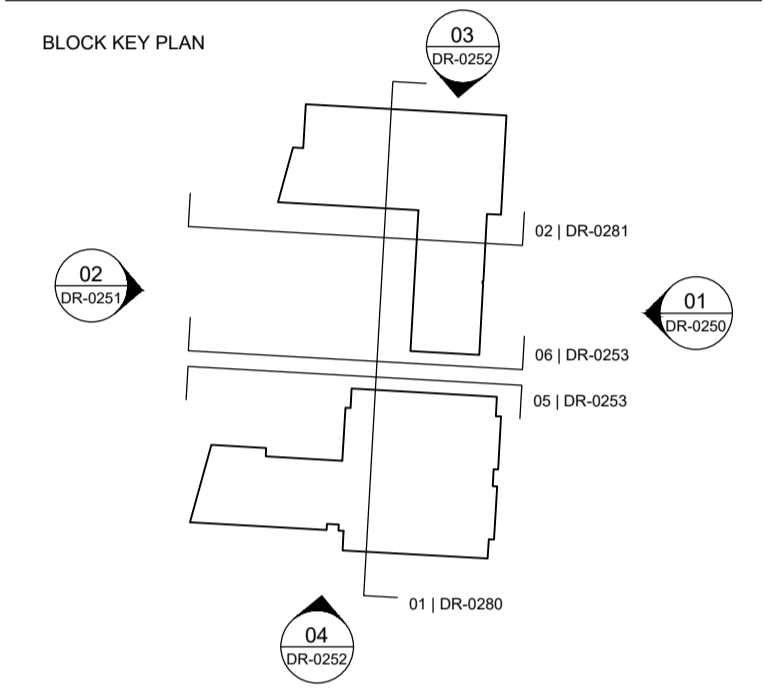 BLOCK KEY PLAN
03
DR-0252
02 | DR-0281
02
DR-0251
01
DR-0250
06 | DR-0253
05 | DR-0253
01 | DR-0280
04
DR-0252